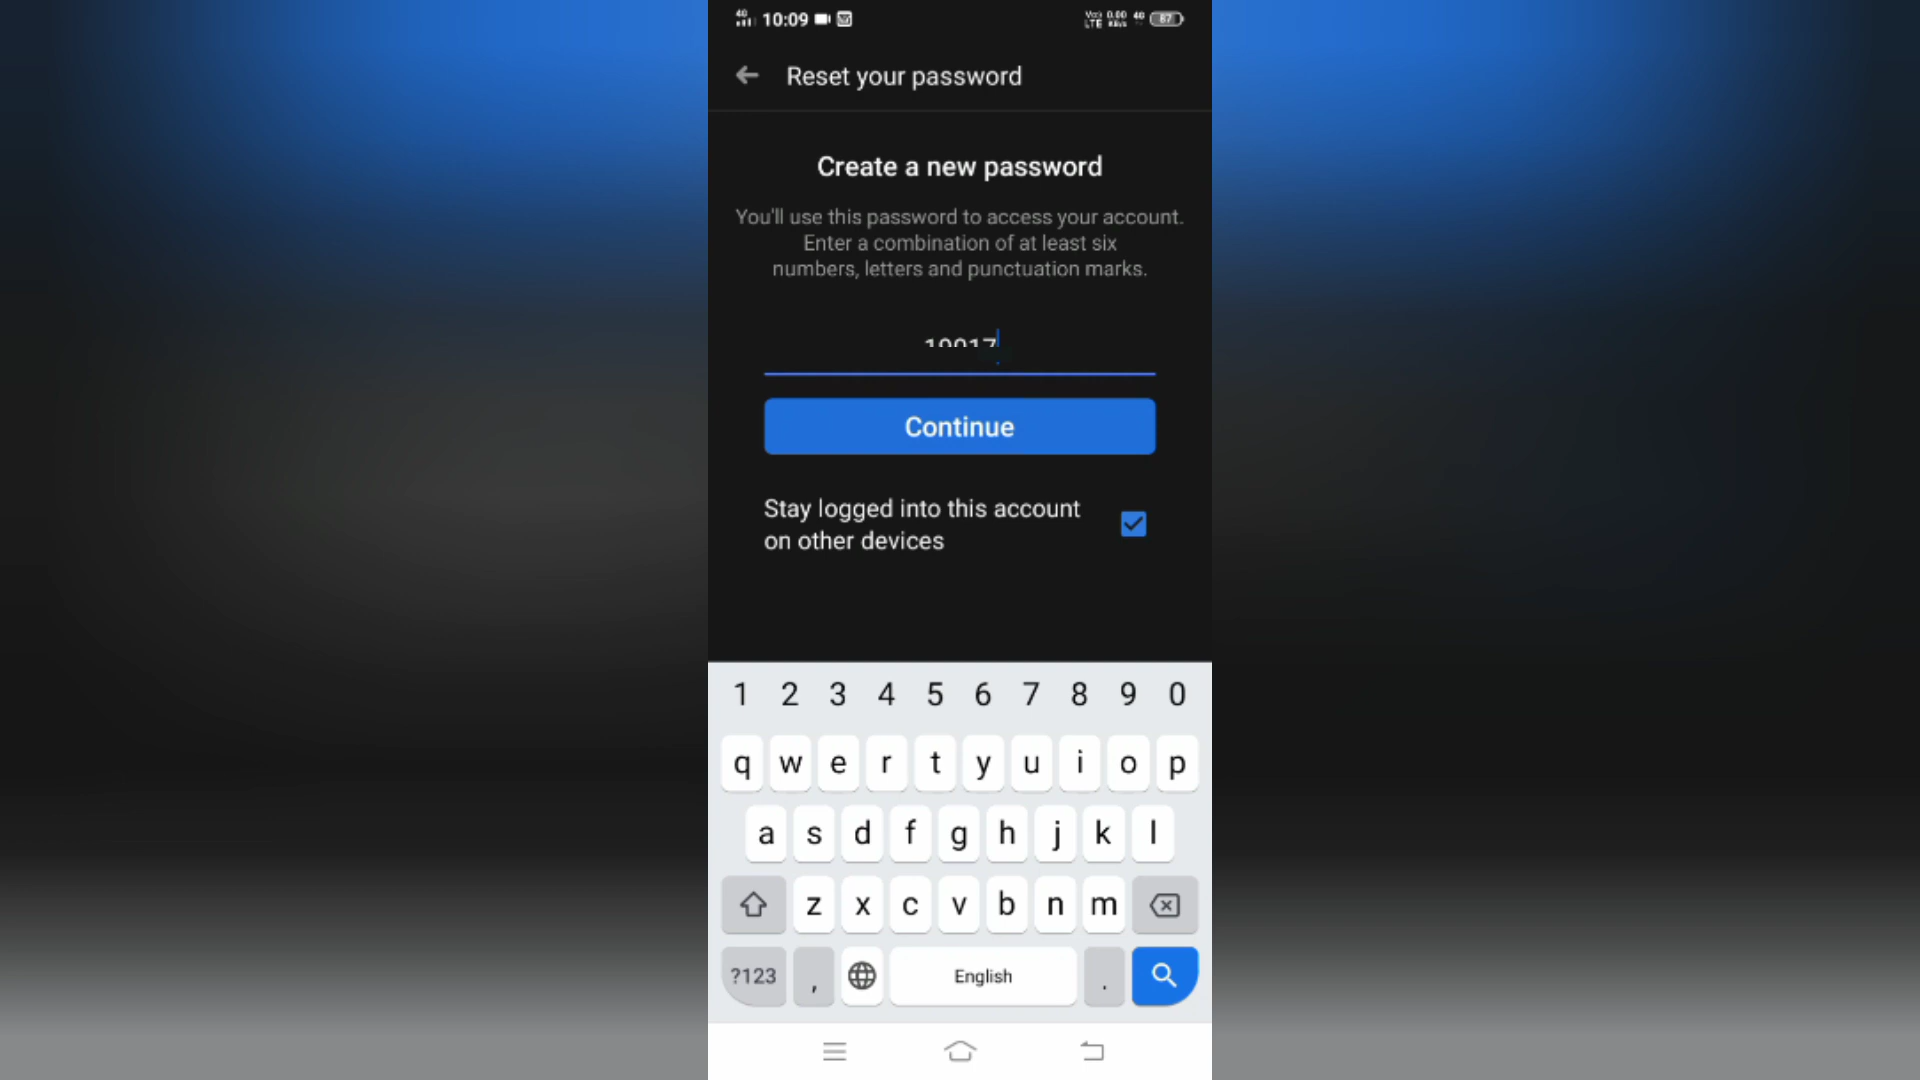 10:09
87
Reset your password
Create a new password
You'll use this password to access your account.
Enter a combination of at least six
numbers, letters and punctuation marks.
Continue
Stay logged into this account
on other devices
1 2 3 4 5 6 7 8 9 0
q w e r t y u i o p
a s d f g h j k l
z x c v b n m
?123 , English .